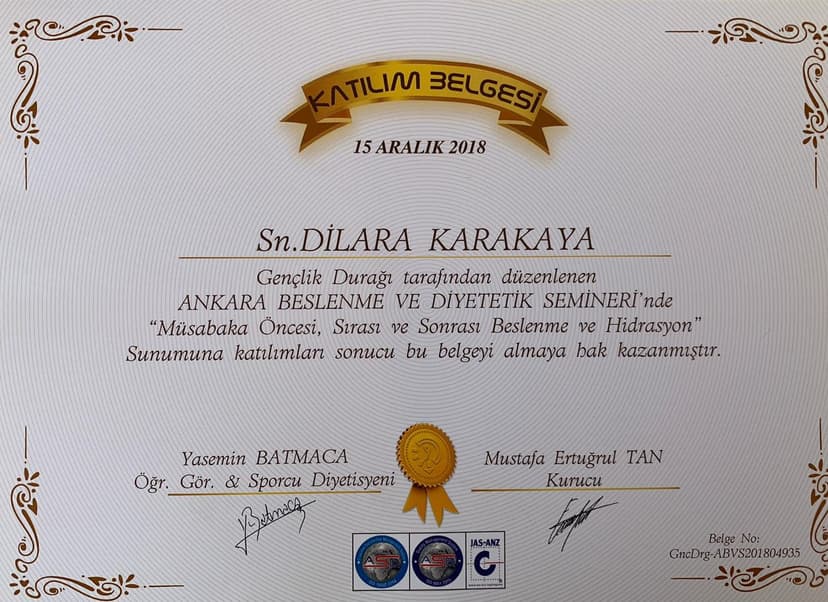 KATILIM BELGESİ
15 ARALIK 2018
Sn.DİLARA KARAKAYA
Gençlik Durağı tarafından düzenlenen
ANKARA BESLENME VE DİYETETİK SEMİNERİ’nde
“Müsabaka Öncesi, Sırası ve Sonrası Beslenme ve Hidrasyon”
Sunumuna katılımları sonucu bu belgeyi almaya hak kazanmıştır.
Yasemin BATMACA
Öğr. Gör. & Sporcu Diyetisyeni
Mustafa Ertuğrul TAN
Kurucu
Y.Batmaca
JAS-ANZ
Belge No:
GncDrg-ABVS201804935